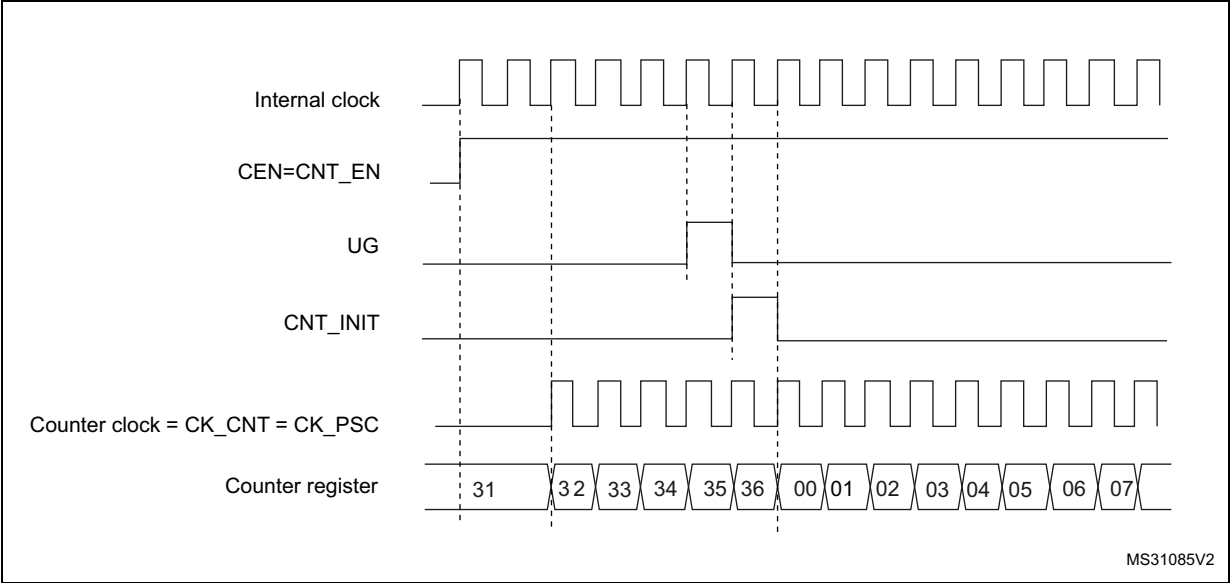 Internal clock
CEN=CNT_EN
UG
CNT_INIT
Counter clock = CK_CNT = CK_PSC
Counter register 31 32 33 34 35 36 00 01 02 03 04 05 06 07
MS31085V2